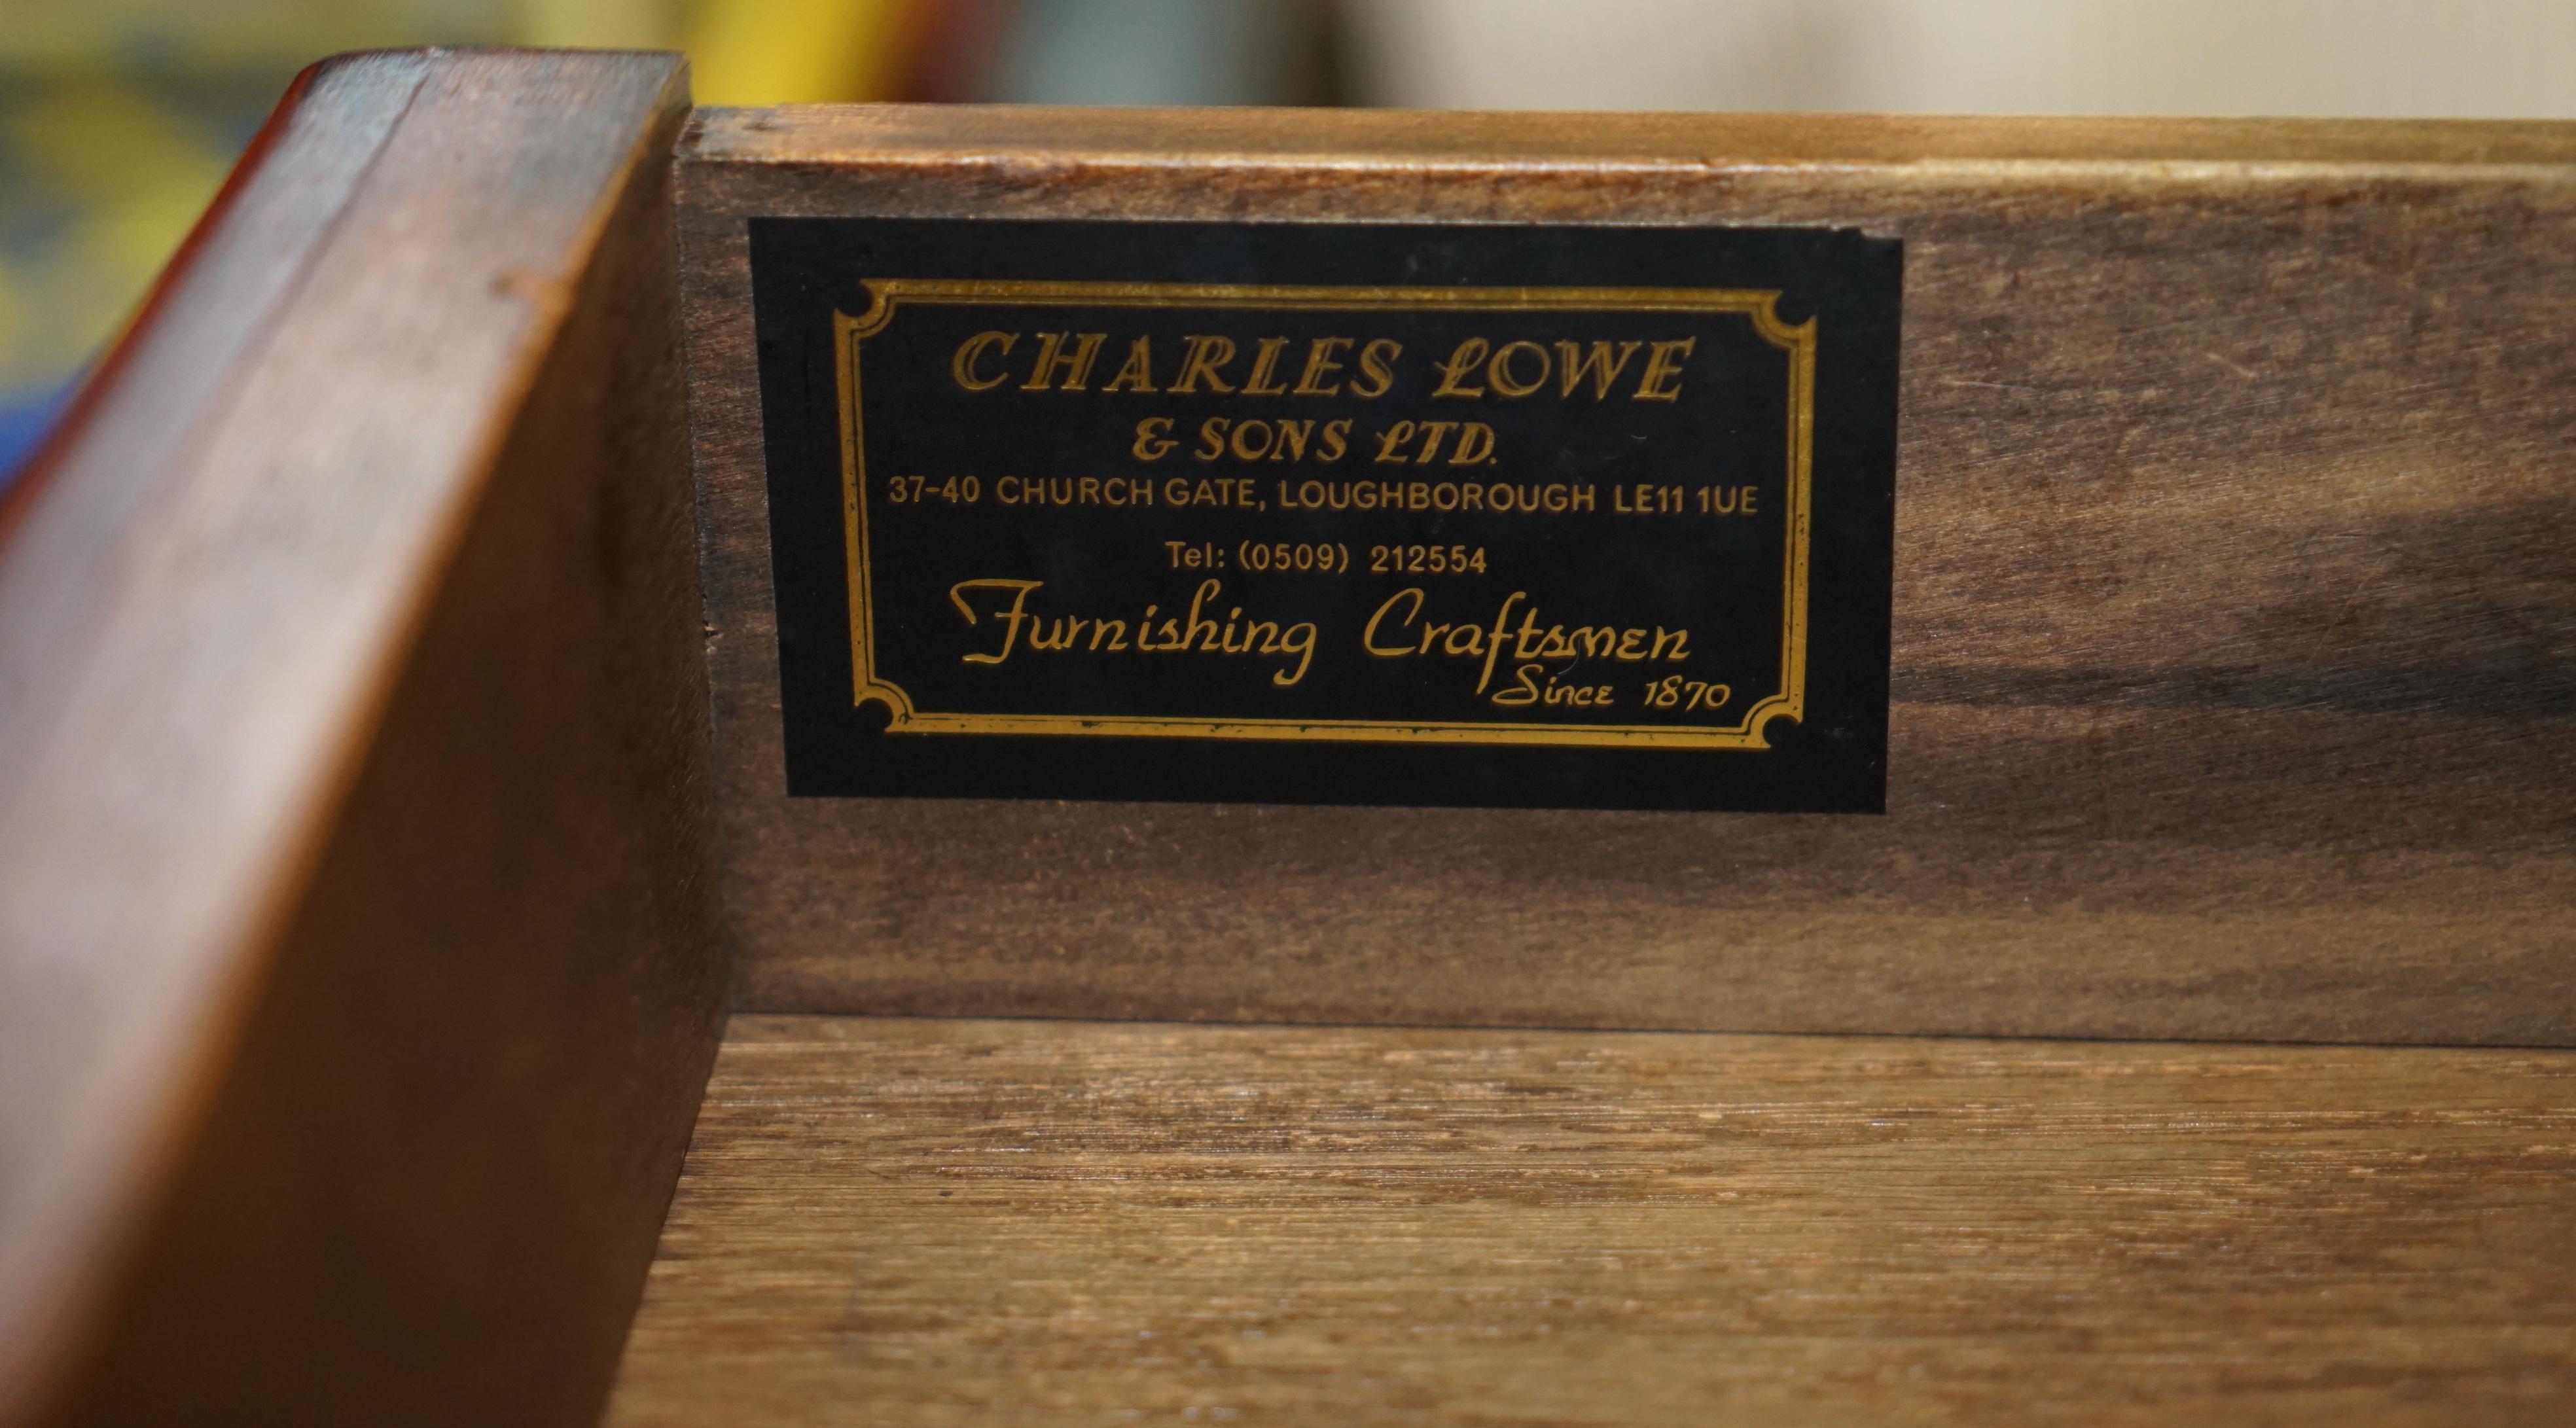 CHARLES LOWE
& SONS LTD.
37-40 CHURCH GATE, LOUGHBOROUGH LE11 1UE
Tel: (0509) 212554
Furnishing Craftsmen
Since 1870